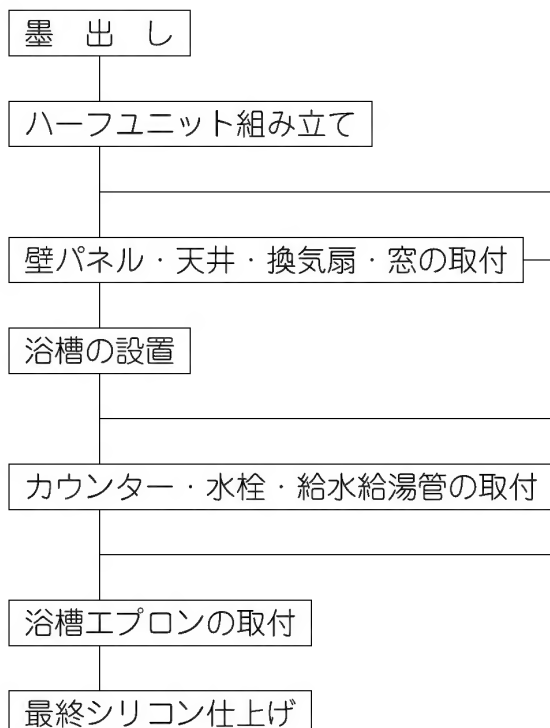 墨出し
ハーフユニット組み立て
壁パネル・天井・換気扇・窓の取付
浴槽の設置
カウンター・水栓・給水給湯管の取付
浴槽エプロンの取付
最終シリコン仕上げ